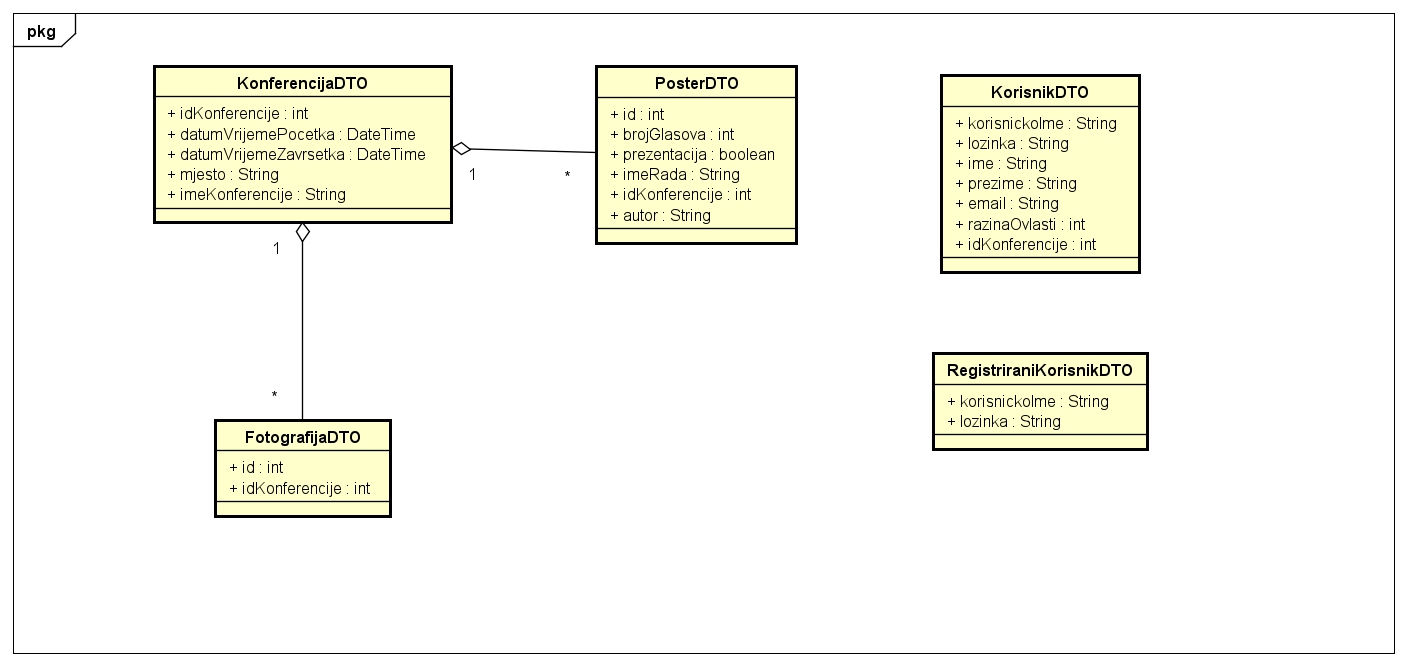 pkg
KonferencijaDTO
+ idKonferencije : int
+ datumVrijemePocetka : DateTime
+ datumVrijemeZavrsetka : DateTime
+ mjesto : String
+ imeKonferencije : String
1
*
PosterDTO
+ id : int
+ brojGlasova : int
+ prezentacija : boolean
+ imeRada : String
+ idKonferencije : int
+ autor : String
KorisnikDTO
+ korisnickoIme : String
+ lozinka : String
+ ime : String
+ prezime : String
+ email : String
+ razinaOvlasti : int
+ idKonferencije : int
1
*
FotografijaDTO
+ id : int
+ idKonferencije : int
RegistriraniKorisnikDTO
+ korisnickoIme : String
+ lozinka : String